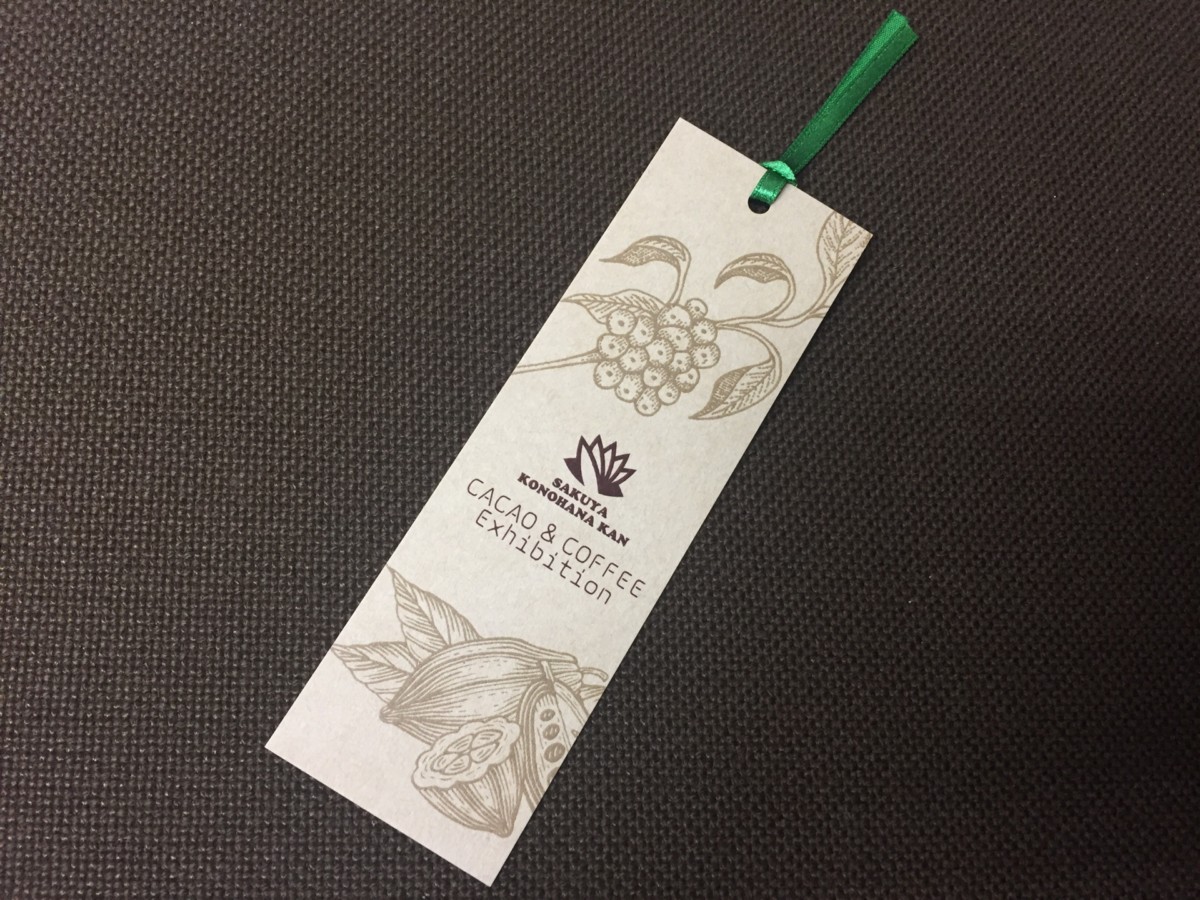 SAKUYA
KONOHANA KAN
CACAO & COFFEE
Exhibition